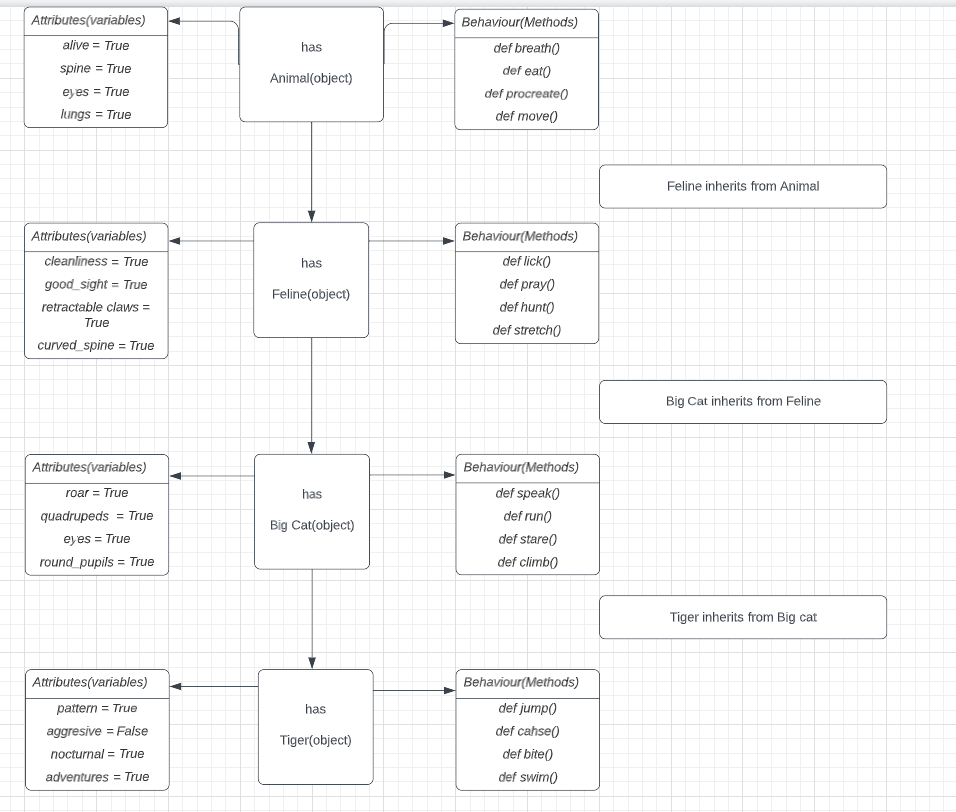 Attributes(variables)
alive = True
spine = True
eyes = True
lungs = True
has
Animal(object)
Behaviour(Methods)
def breath()
def eat()
def procreate()
def move()
Feline inherits from Animal
Attributes(variables)
cleanliness = True
good_sight = True
retractable claws =
True
curved_spine = True
has
Feline(object)
Behaviour(Methods)
def lick()
def pray()
def hunt()
def stretch()
Big Cat inherits from Feline
Attributes(variables)
roar = True
quadrupeds = True
eyes = True
round_pupils = True
has
Big Cat(object)
Behaviour(Methods)
def speak()
def run()
def stare()
def climb()
Tiger inherits from Big cat
Attributes(variables)
pattern = True
aggresive = False
nocturnal = True
adventures = True
has
Tiger(object)
Behaviour(Methods)
def jump()
def cahse()
def bite()
def swim()